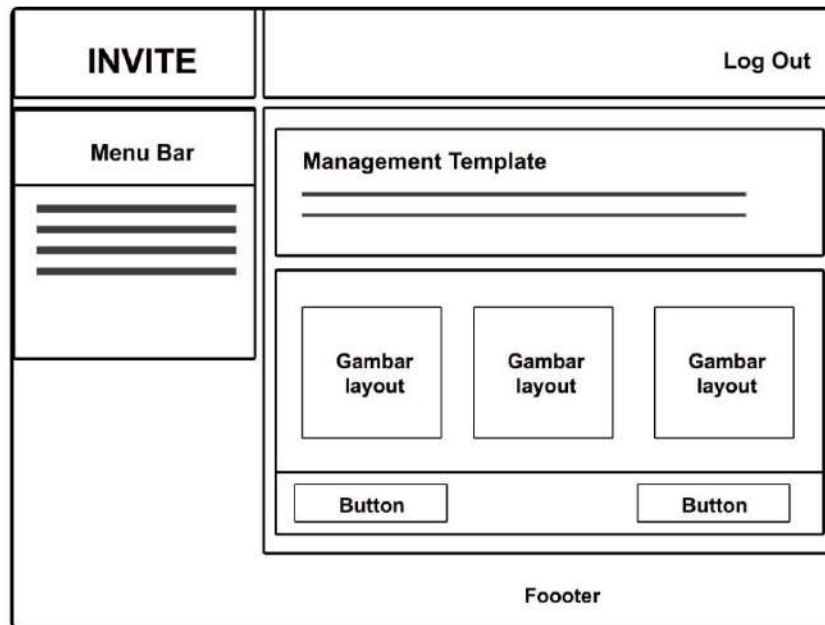 INVITE
Log Out
Menu Bar
Management Template
Gambar
layout
Gambar
layout
Gambar
layout
Button
Button
Foooter